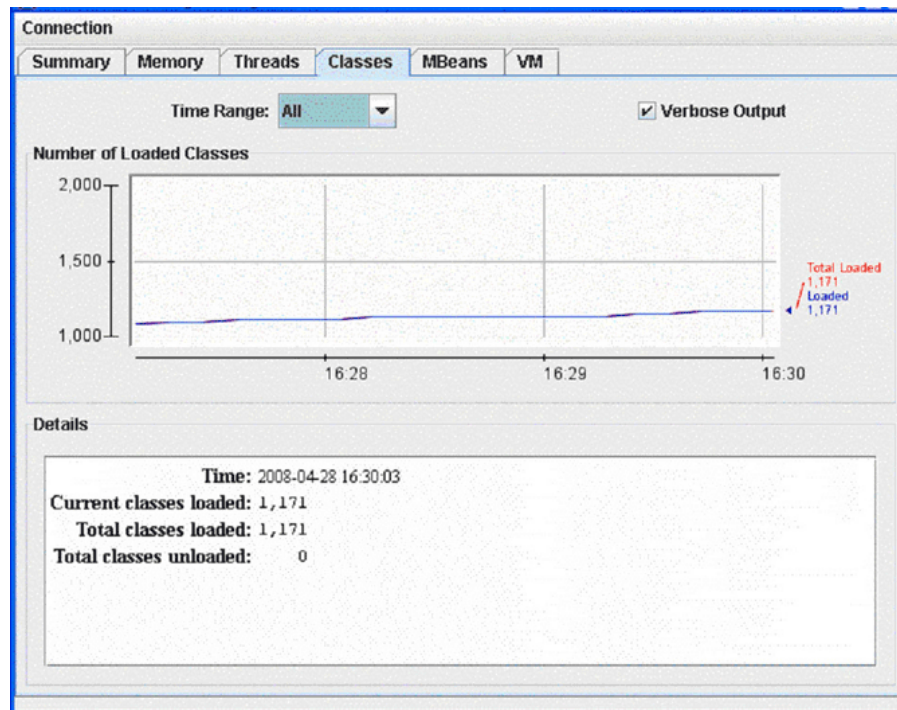 Connection
Summary Memory Threads Classes MBeans VM
Time Range: All Verbose Output
Number of Loaded Classes
2,000
1,500
1,000
Total Loaded
1,171
Loaded
1,171
16:28 16:29 16:30
Details
Time: 2008-04-28 16:30:03
Current classes loaded: 1,171
Total classes loaded: 1,171
Total classes unloaded: 0